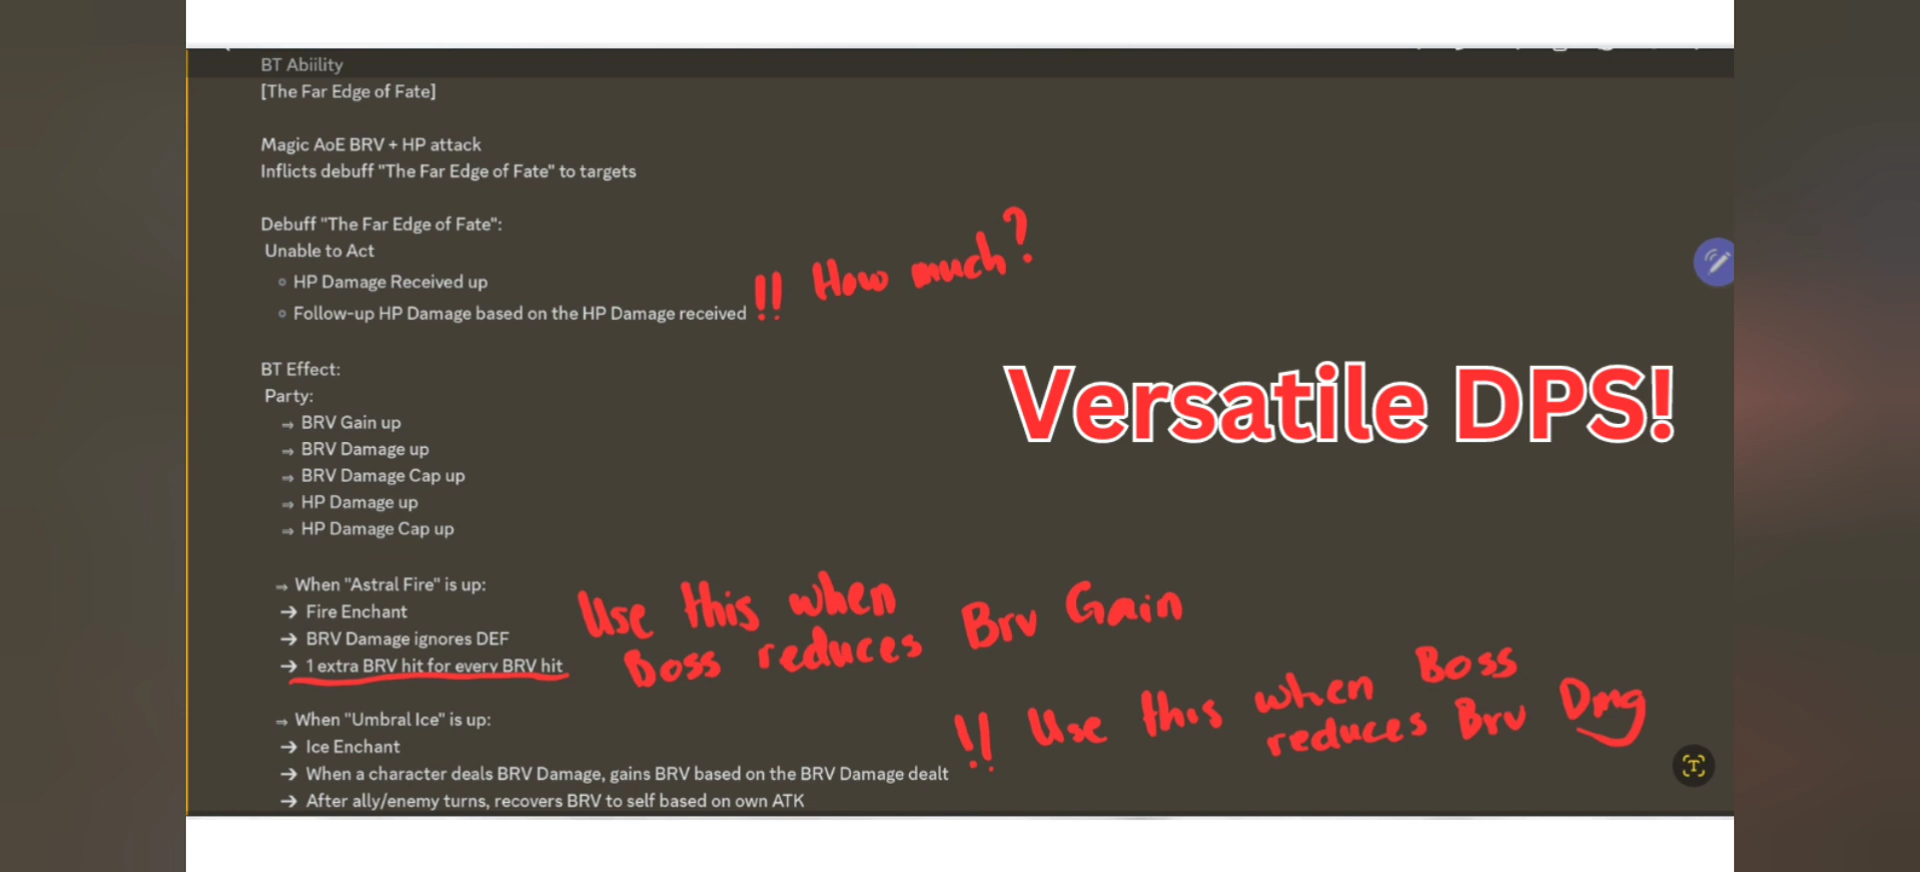 BT Abiility
[The Far Edge of Fate]
Magic AoE BRV + HP attack
Inflicts debuff "The Far Edge of Fate" to targets
Debuff "The Far Edge of Fate":
Unable to Act
◦ HP Damage Received up
◦ Follow-up HP Damage based on the HP Damage received
!! How much?
Versatile DPS!
BT Effect:
Party:
⇒ BRV Gain up
⇒ BRV Damage up
⇒ BRV Damage Cap up
⇒ HP Damage up
⇒ HP Damage Cap up
→ When "Astral Fire" is up:
→ Fire Enchant
→ BRV Damage ignores DEF
→ 1 extra BRV hit for every BRV hit
Use this when
Boss reduces Brv Gain
⇒ When "Umbral Ice" is up:
→ Ice Enchant
→ When a character deals BRV Damage, gains BRV based on the BRV Damage dealt
→ After ally/enemy turns, recovers BRV to self based on own ATK
!! Use this when Boss
reduces Brv Dmg
T